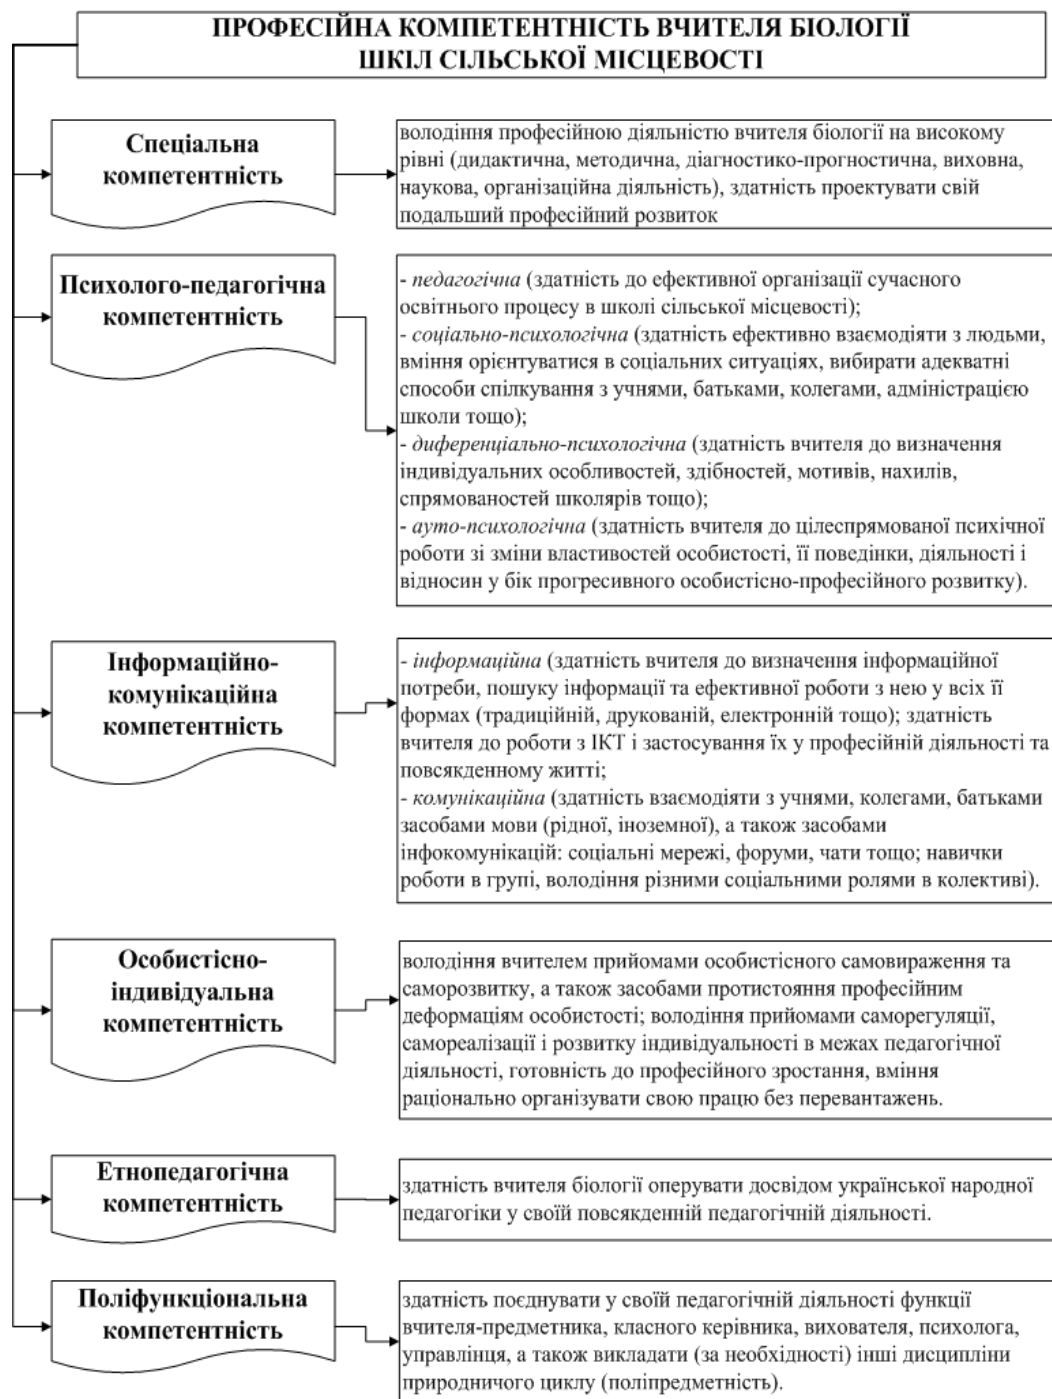 ПРОФЕСІЙНА КОМПЕТЕНТНІСТЬ ВЧИТЕЛЯ БІОЛОГІЇ
ШКІЛ СІЛЬСЬКОЇ МІСЦЕВОСТІ
Спеціальна
компетентність
володіння професійною діяльністю вчителя біології на високому
рівні (дидактична, методична, діагностико-прогностична, виховна,
наукова, організаційна діяльність), здатність проектувати свій
подальший професійний розвиток
Психолого-педагогічна
компетентність
- педагогічна (здатність до ефективної організації сучасного
освітнього процесу в школі сільської місцевості);
- соціально-психологічна (здатність ефективно взаємодіяти з людьми,
вміння орієнтуватися в соціальних ситуаціях, вибирати адекватні
способи спілкування з учнями, батьками, колегами, адміністрацією
школи тощо);
- диференціально-психологічна (здатність вчителя до визначення
індивідуальних особливостей, здібностей, мотивів, нахилів,
спрямованостей школярів тощо);
- ауто-психологічна (здатність вчителя до цілеспрямованої психічної
роботи зі зміни властивостей особистості, її поведінки, діяльності і
відносин у бік прогресивного особистісно-професійного розвитку).
Інформаційно-
комунікаційна
компетентність
- інформаційна (здатність вчителя до визначення інформаційної
потреби, пошуку інформації та ефективної роботи з нею у всіх її
формах (традиційній, друкованій, електронній тощо); здатність
вчителя до роботи з ІКТ і застосування їх у професійній діяльності та
повсякденному житті;
- комунікаційна (здатність взаємодіяти з учнями, колегами, батьками
засобами мови (рідної, іноземної), а також засобами
інфокомунікацій: соціальні мережі, форуми, чати тощо; навички
роботи в групі, володіння різними соціальними ролями в колективі).
Особистісно-
індивідуальна
компетентність
володіння вчителем прийомами особистісного самовираження та
саморозвитку, а також засобами протистояння професійним
деформаціям особистості; володіння прийомами саморегуляції,
самореалізації і розвитку індивідуальності в межах педагогічної
діяльності, готовність до професійного зростання, вміння
раціонально організувати свою працю без перевантажень.
Етнопедагогічна
компетентність
здатність вчителя біології оперувати досвідом української народної
педагогіки у своїй повсякденній педагогічній діяльності.
Поліфункціональна
компетентність
здатність поєднувати у своїй педагогічній діяльності функції
вчителя-предметника, класного керівника, вихователя, психолога,
управлінця, а також викладати (за необхідності) інші дисципліни
природничого циклу (поліпредметність).